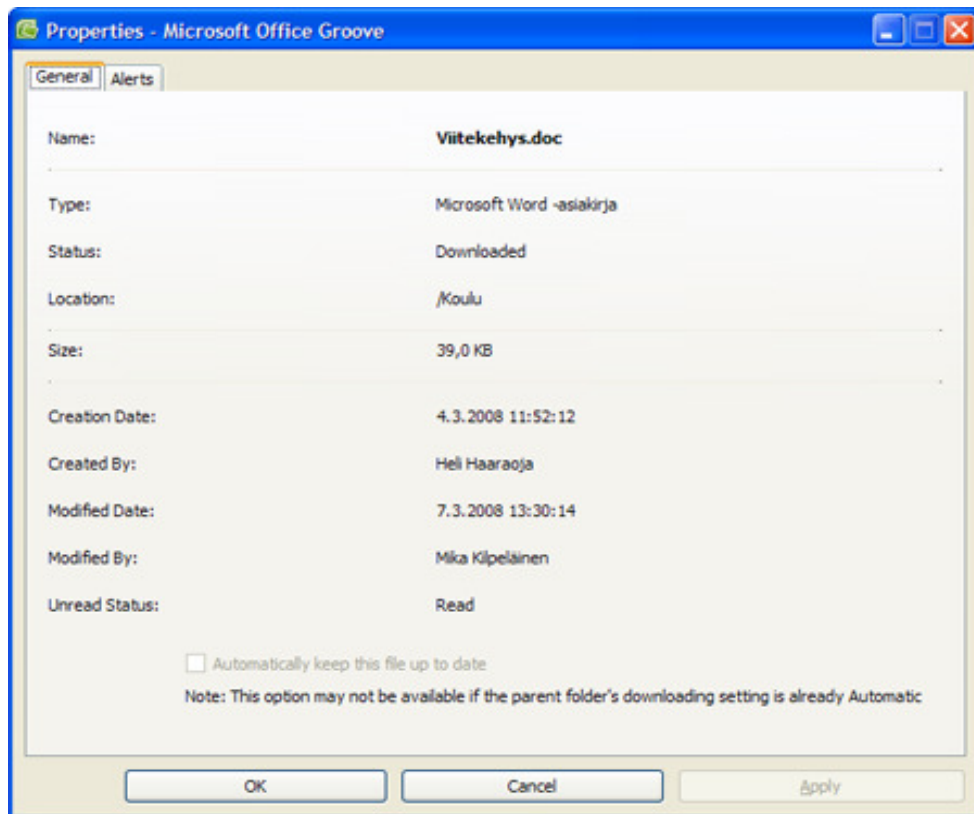 Properties - Microsoft Office Groove
General Alerts
Name: Viitekehys.doc
Type: Microsoft Word -asiakirja
Status: Downloaded
Location: /Koulu
Size: 39,0 KB
Creation Date: 4.3.2008 11:52:12
Created By: Heli Haaraoja
Modified Date: 7.3.2008 13:30:14
Modified By: Mika Kilpeläinen
Unread Status: Read
Automatically keep this file up to date
Note: This option may not be available if the parent folder's downloading setting is already Automatic
OK Cancel Apply